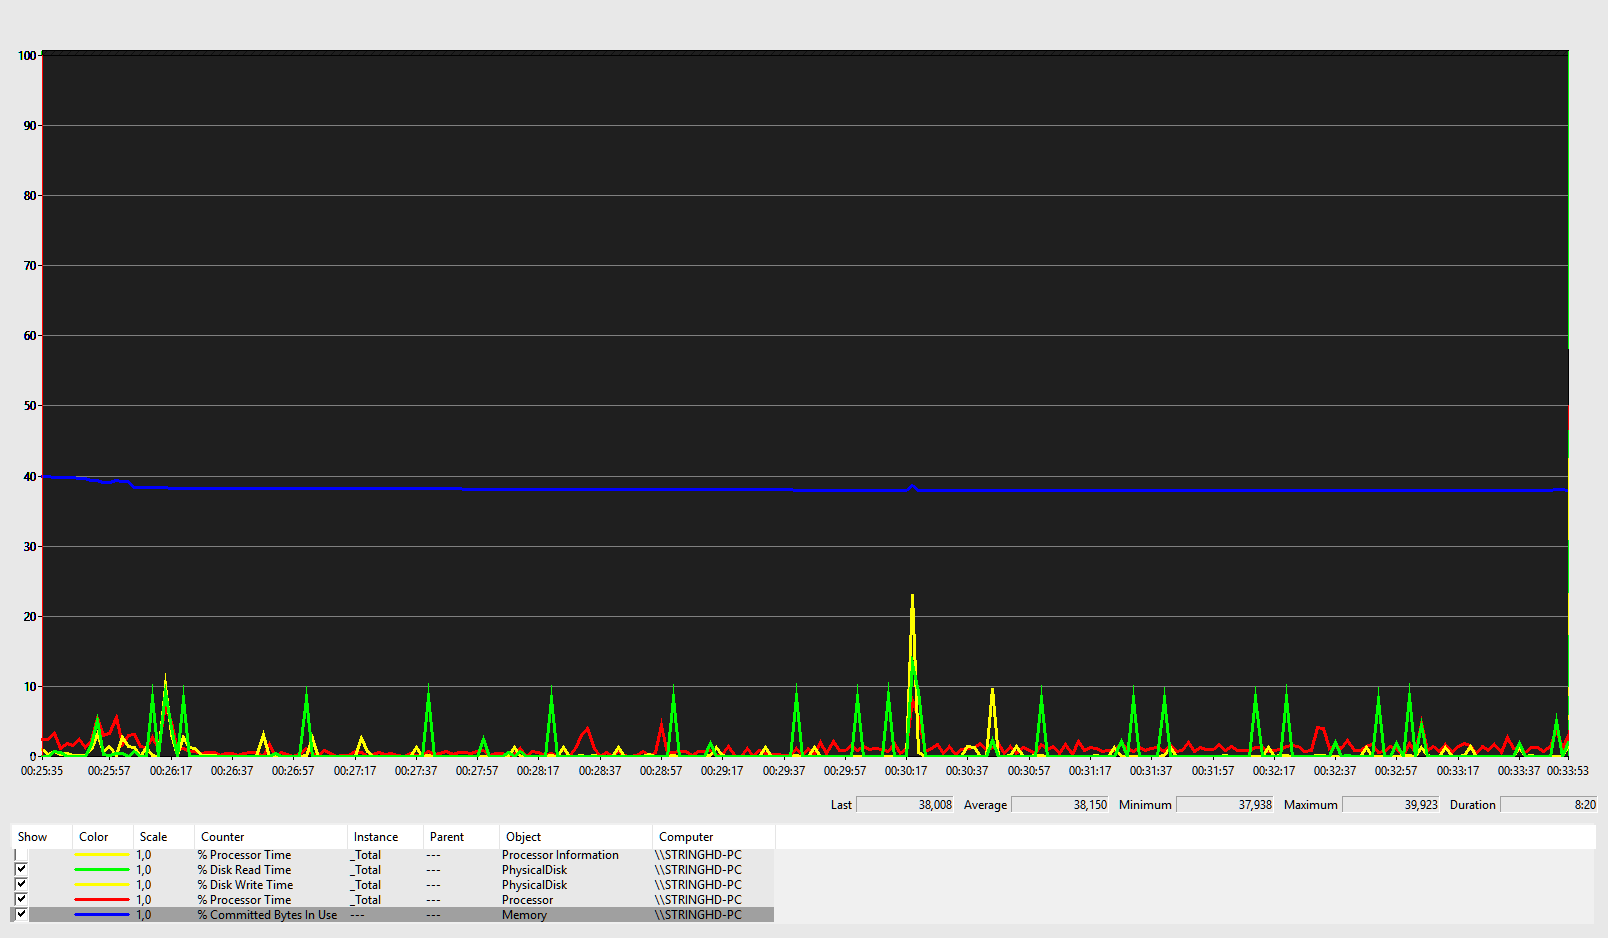 100
90
80
70
60
50
40
30
20
10
0
00:25:35 00:25:57 00:26:17 00:26:37 00:26:57 00:27:17 00:27:37 00:27:57 00:28:17 00:28:37 00:28:57 00:29:17 00:29:37 00:29:57 00:30:17 00:30:37 00:30:57 00:31:17 00:31:37 00:31:57 00:32:17 00:32:37 00:32:57 00:33:17 00:33:37 00:33:53
Last 38,008 Average 38,150 Minimum 37,938 Maximum 39,923 Duration 8:20
Show Color Scale Counter Instance Parent Object Computer
1,0 % Processor Time _Total --- Processor Information \\STRINGHD-PC
1,0 % Disk Read Time _Total --- PhysicalDisk \\STRINGHD-PC
1,0 % Disk Write Time _Total --- PhysicalDisk \\STRINGHD-PC
1,0 % Processor Time _Total --- Processor \\STRINGHD-PC
1,0 % Committed Bytes In Use --- --- Memory \\STRINGHD-PC